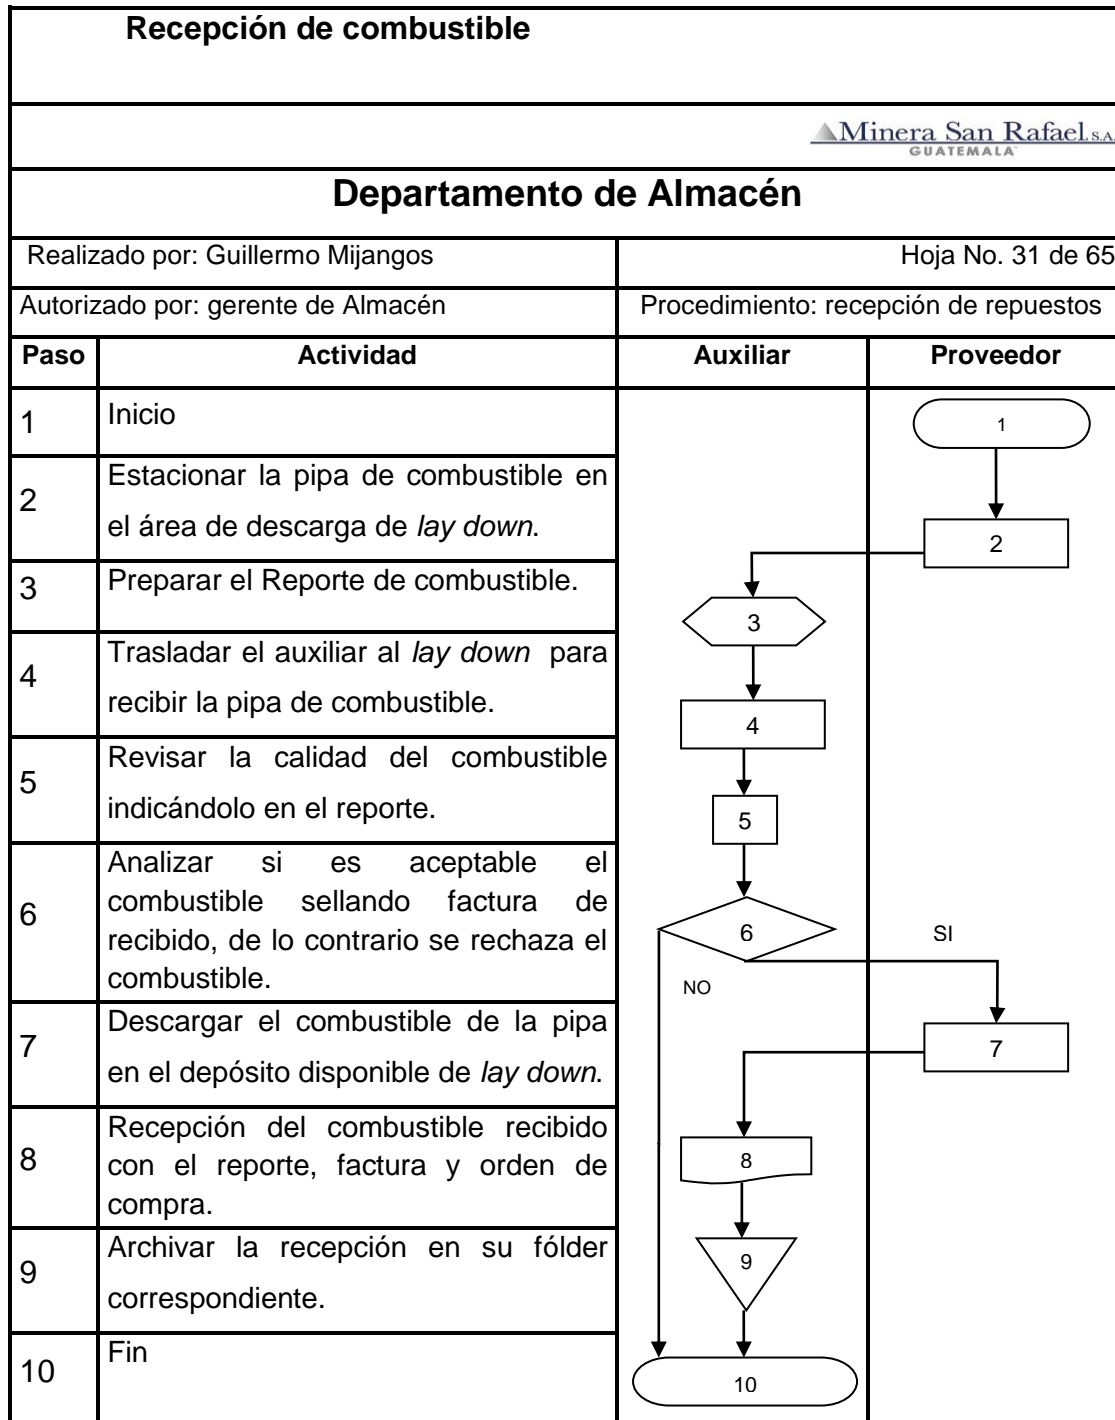 Recepción de combustible
Minera San Rafael, S.A.
GUATEMALA
Departamento de Almacén
Realizado por: Guillermo Mijangos
Hoja No. 31 de 65
Autorizado por: gerente de Almacén
Procedimiento: recepción de repuestos
Paso
Actividad
Auxiliar
Proveedor
1
Inicio
2
Estacionar la pipa de combustible en
el área de descarga de lay down.
3
Preparar el Reporte de combustible.
4
Trasladar el auxiliar al lay down para
recibir la pipa de combustible.
5
Revisar la calidad del combustible
indicándolo en el reporte.
6
Analizar si es aceptable el
combustible sellando factura de
recibido, de lo contrario se rechaza el
combustible.
7
Descargar el combustible de la pipa
en el depósito disponible de lay down.
8
Recepción del combustible recibido
con el reporte, factura y orden de
compra.
9
Archivar la recepción en su fólder
correspondiente.
10
Fin
1
2
3
4
5
6
SI
NO
7
8
9
10